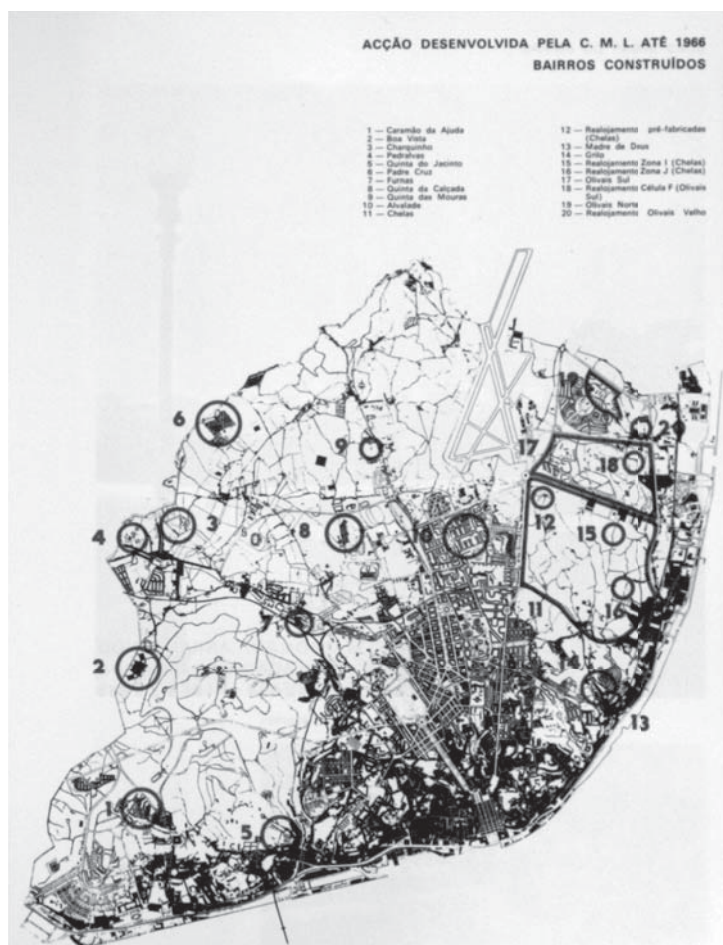 ACÇÃO DESENVOLVIDA PELA C. M. L. ATÉ 1966
BAIRROS CONSTRUÍDOS
1 — Caramão da Ajuda
2 — Boa Vista
3 — Charquinho
4 — Pedralvas
5 — Quinta do Jacinto
6 — Padre Cruz
7 — Furnas
8 — Quinta da Calçada
9 — Quinta das Mouras
10 — Alvalade
11 — Chelas
12 — Realojamento pré-fabricadas
(Chelas)
13 — Madre de Deus
14 — Grilo
15 — Realojamento Zona I (Chelas)
16 — Realojamento Zona J (Chelas)
17 — Olivais Sul
18 — Realojamento Célula F (Olivais
Sul)
19 — Olivais Norte
20 — Realojamento Olivais Velho
19
6
9
17
20
18
4
3
8
10
12
15
7
11
16
2
14
13
1
5